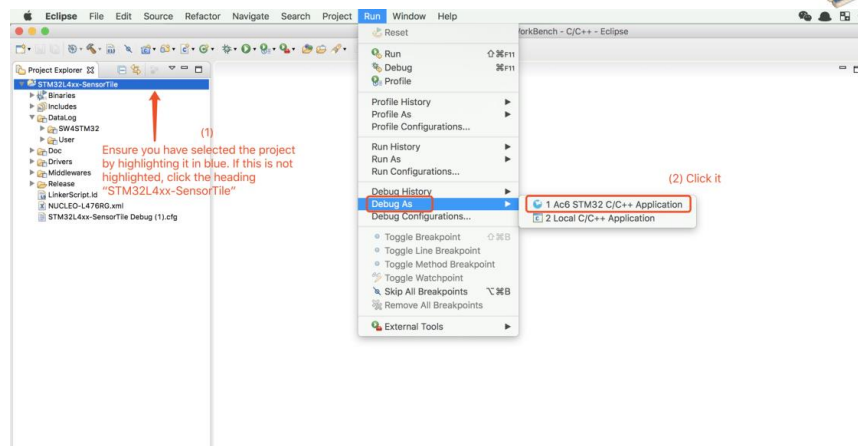 Eclipse File Edit Source Refactor Navigate Search Project Run Window Help
WorkBench - C/C++ - Eclipse
Reset
Run ⇧⌘F11
Debug ⌘F11
Profile
Profile History
Profile As
Profile Configurations...
Run History
Run As
Run Configurations...
Debug History
Debug As
Debug Configurations...
Toggle Breakpoint ⇧⌘B
Toggle Line Breakpoint
Toggle Method Breakpoint
Toggle Watchpoint
Skip All Breakpoints ⌥⌘B
Remove All Breakpoints
External Tools
1 Ac6 STM32 C/C++ Application
2 Local C/C++ Application
(2) Click it
Project Explorer
STM32L4xx-SensorTile
Binaries
Includes
DataLog
SW4STM32
User
Doc
Drivers
Middlewares
Release
LinkerScript.ld
NUCLEO-L476RG.xml
STM32L4xx-SensorTile Debug (1).cfg
(1)
Ensure you have selected the project
by highlighting it in blue. If this is not
highlighted, click the heading
"STM32L4xx-SensorTile"